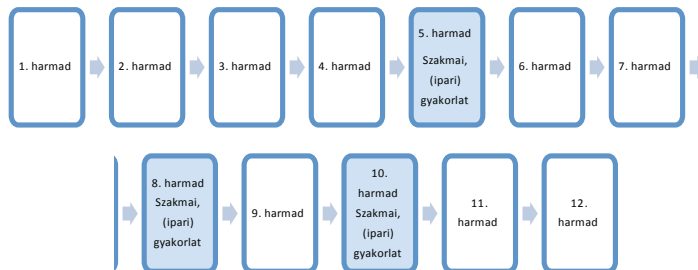 1. harmad
2. harmad
3. harmad
4. harmad
5. harmad
Szakmai,
(ipari)
gyakorlat
6. harmad
7. harmad
8. harmad
Szakmai,
(ipari)
gyakorlat
9. harmad
10.
harmad
Szakmai,
(ipari)
gyakorlat
11.
harmad
12.
harmad